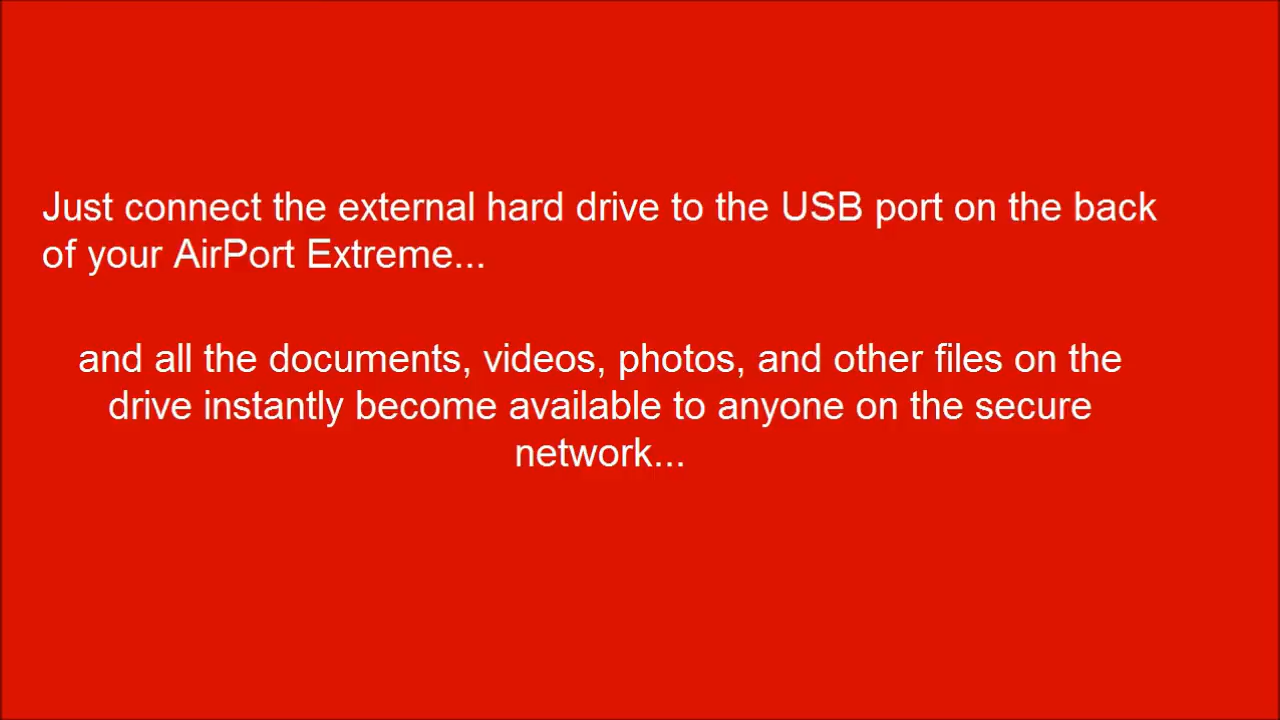 Just connect the external hard drive to the USB port on the back
of your AirPort Extreme...
and all the documents, videos, photos, and other files on the
drive instantly become available to anyone on the secure
network...